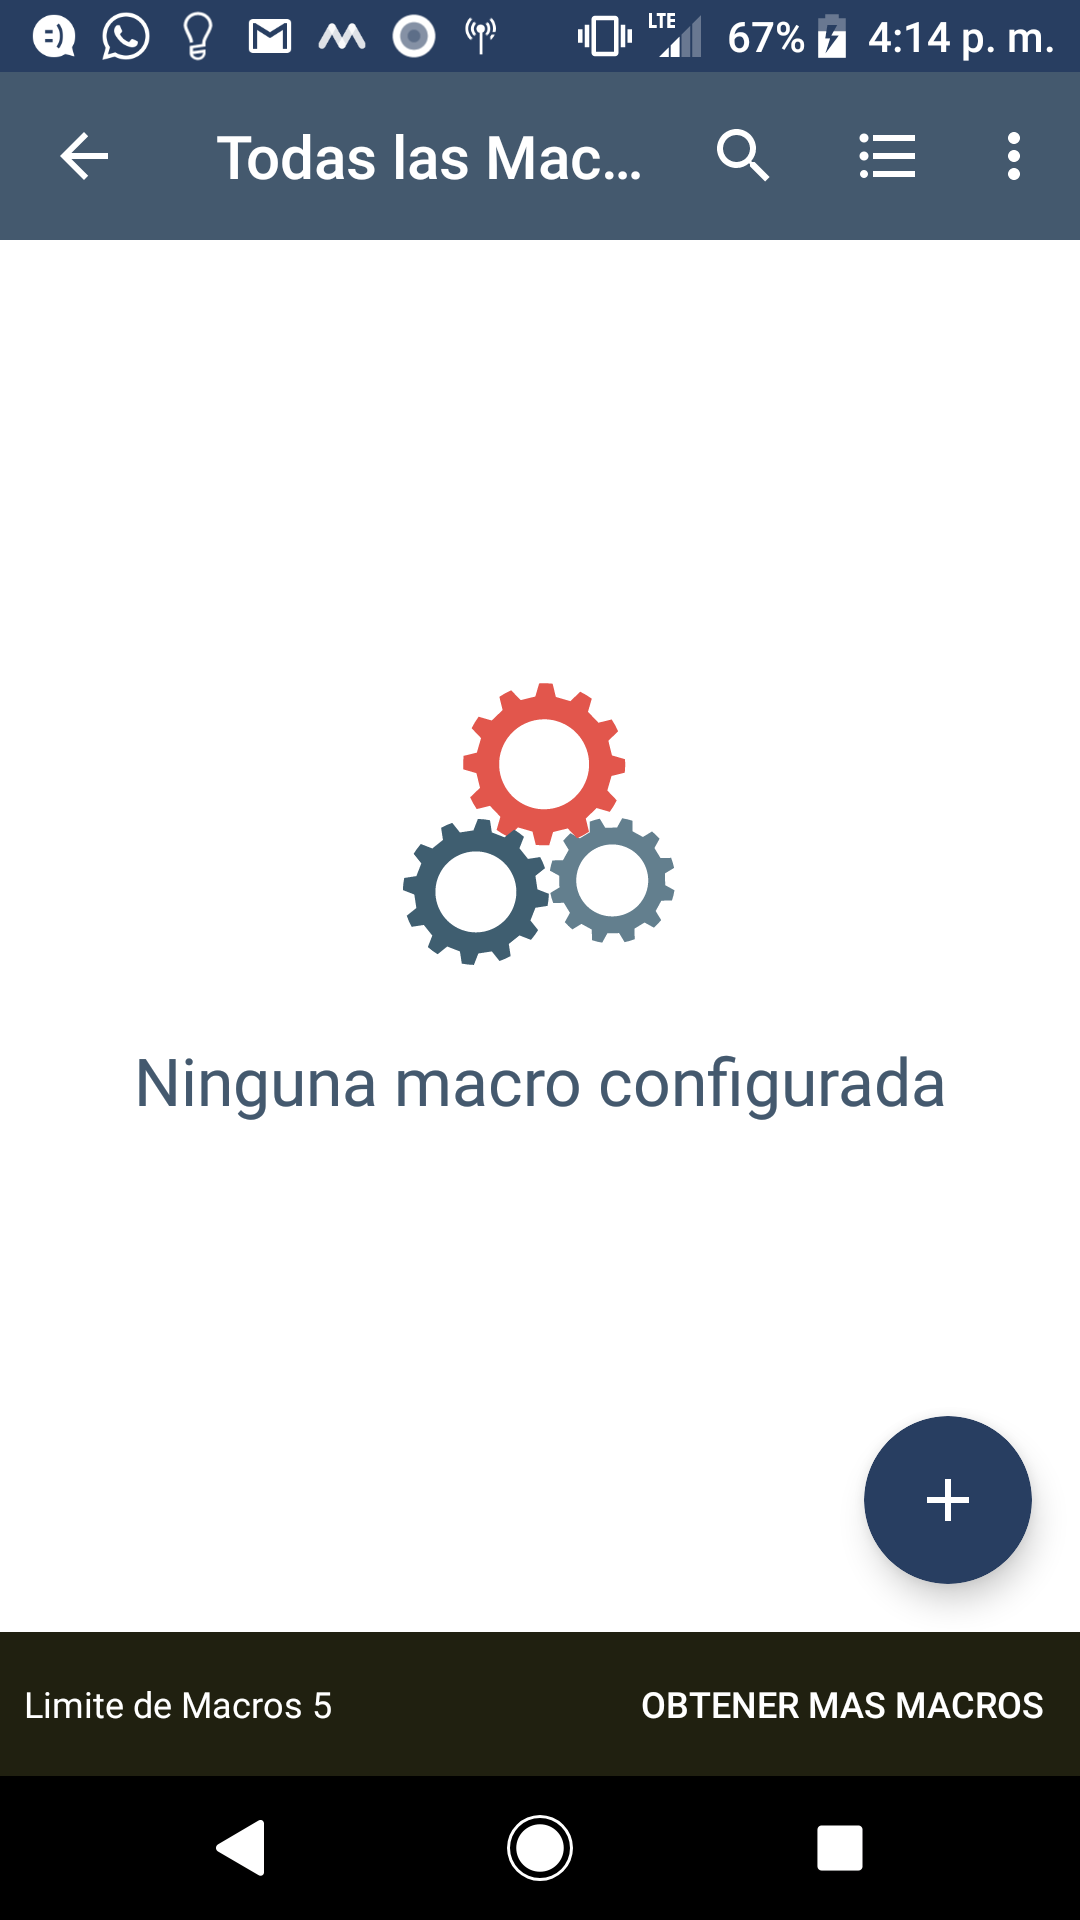 LTE 67% 4:14 p. m.
Todas las Mac...
Ninguna macro configurada
Limite de Macros 5 OBTENER MAS MACROS